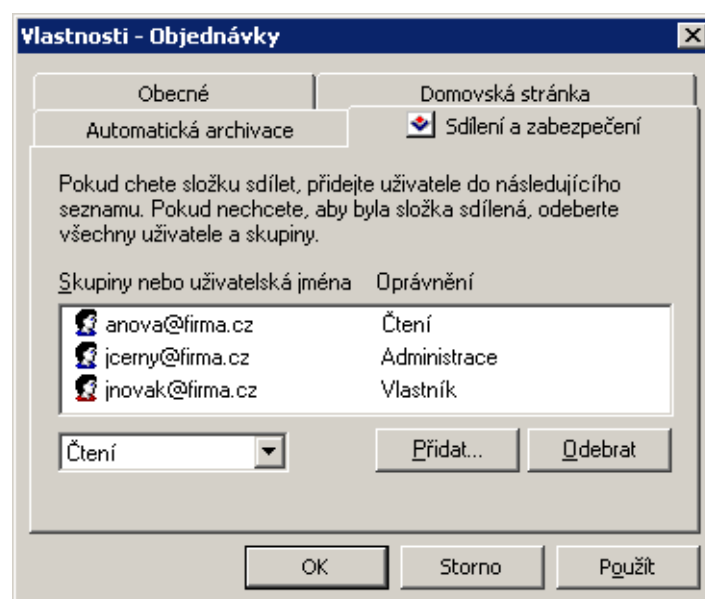 Vlastnosti - Objednávky
Obecné
Domovská stránka
Automatická archivace
Sdílení a zabezpečení
Pokud chete složku sdílet, přidejte uživatele do následujícího
seznamu. Pokud nechcete, aby byla složka sdílená, odeberte
všechny uživatele a skupiny.
Skupiny nebo uživatelská jména Oprávnění
anova@firma.cz Čtení
jcerny@firma.cz Administrace
jnovak@firma.cz Vlastník
Čtení
Přidat...
Odebrat
OK
Storno
Použít